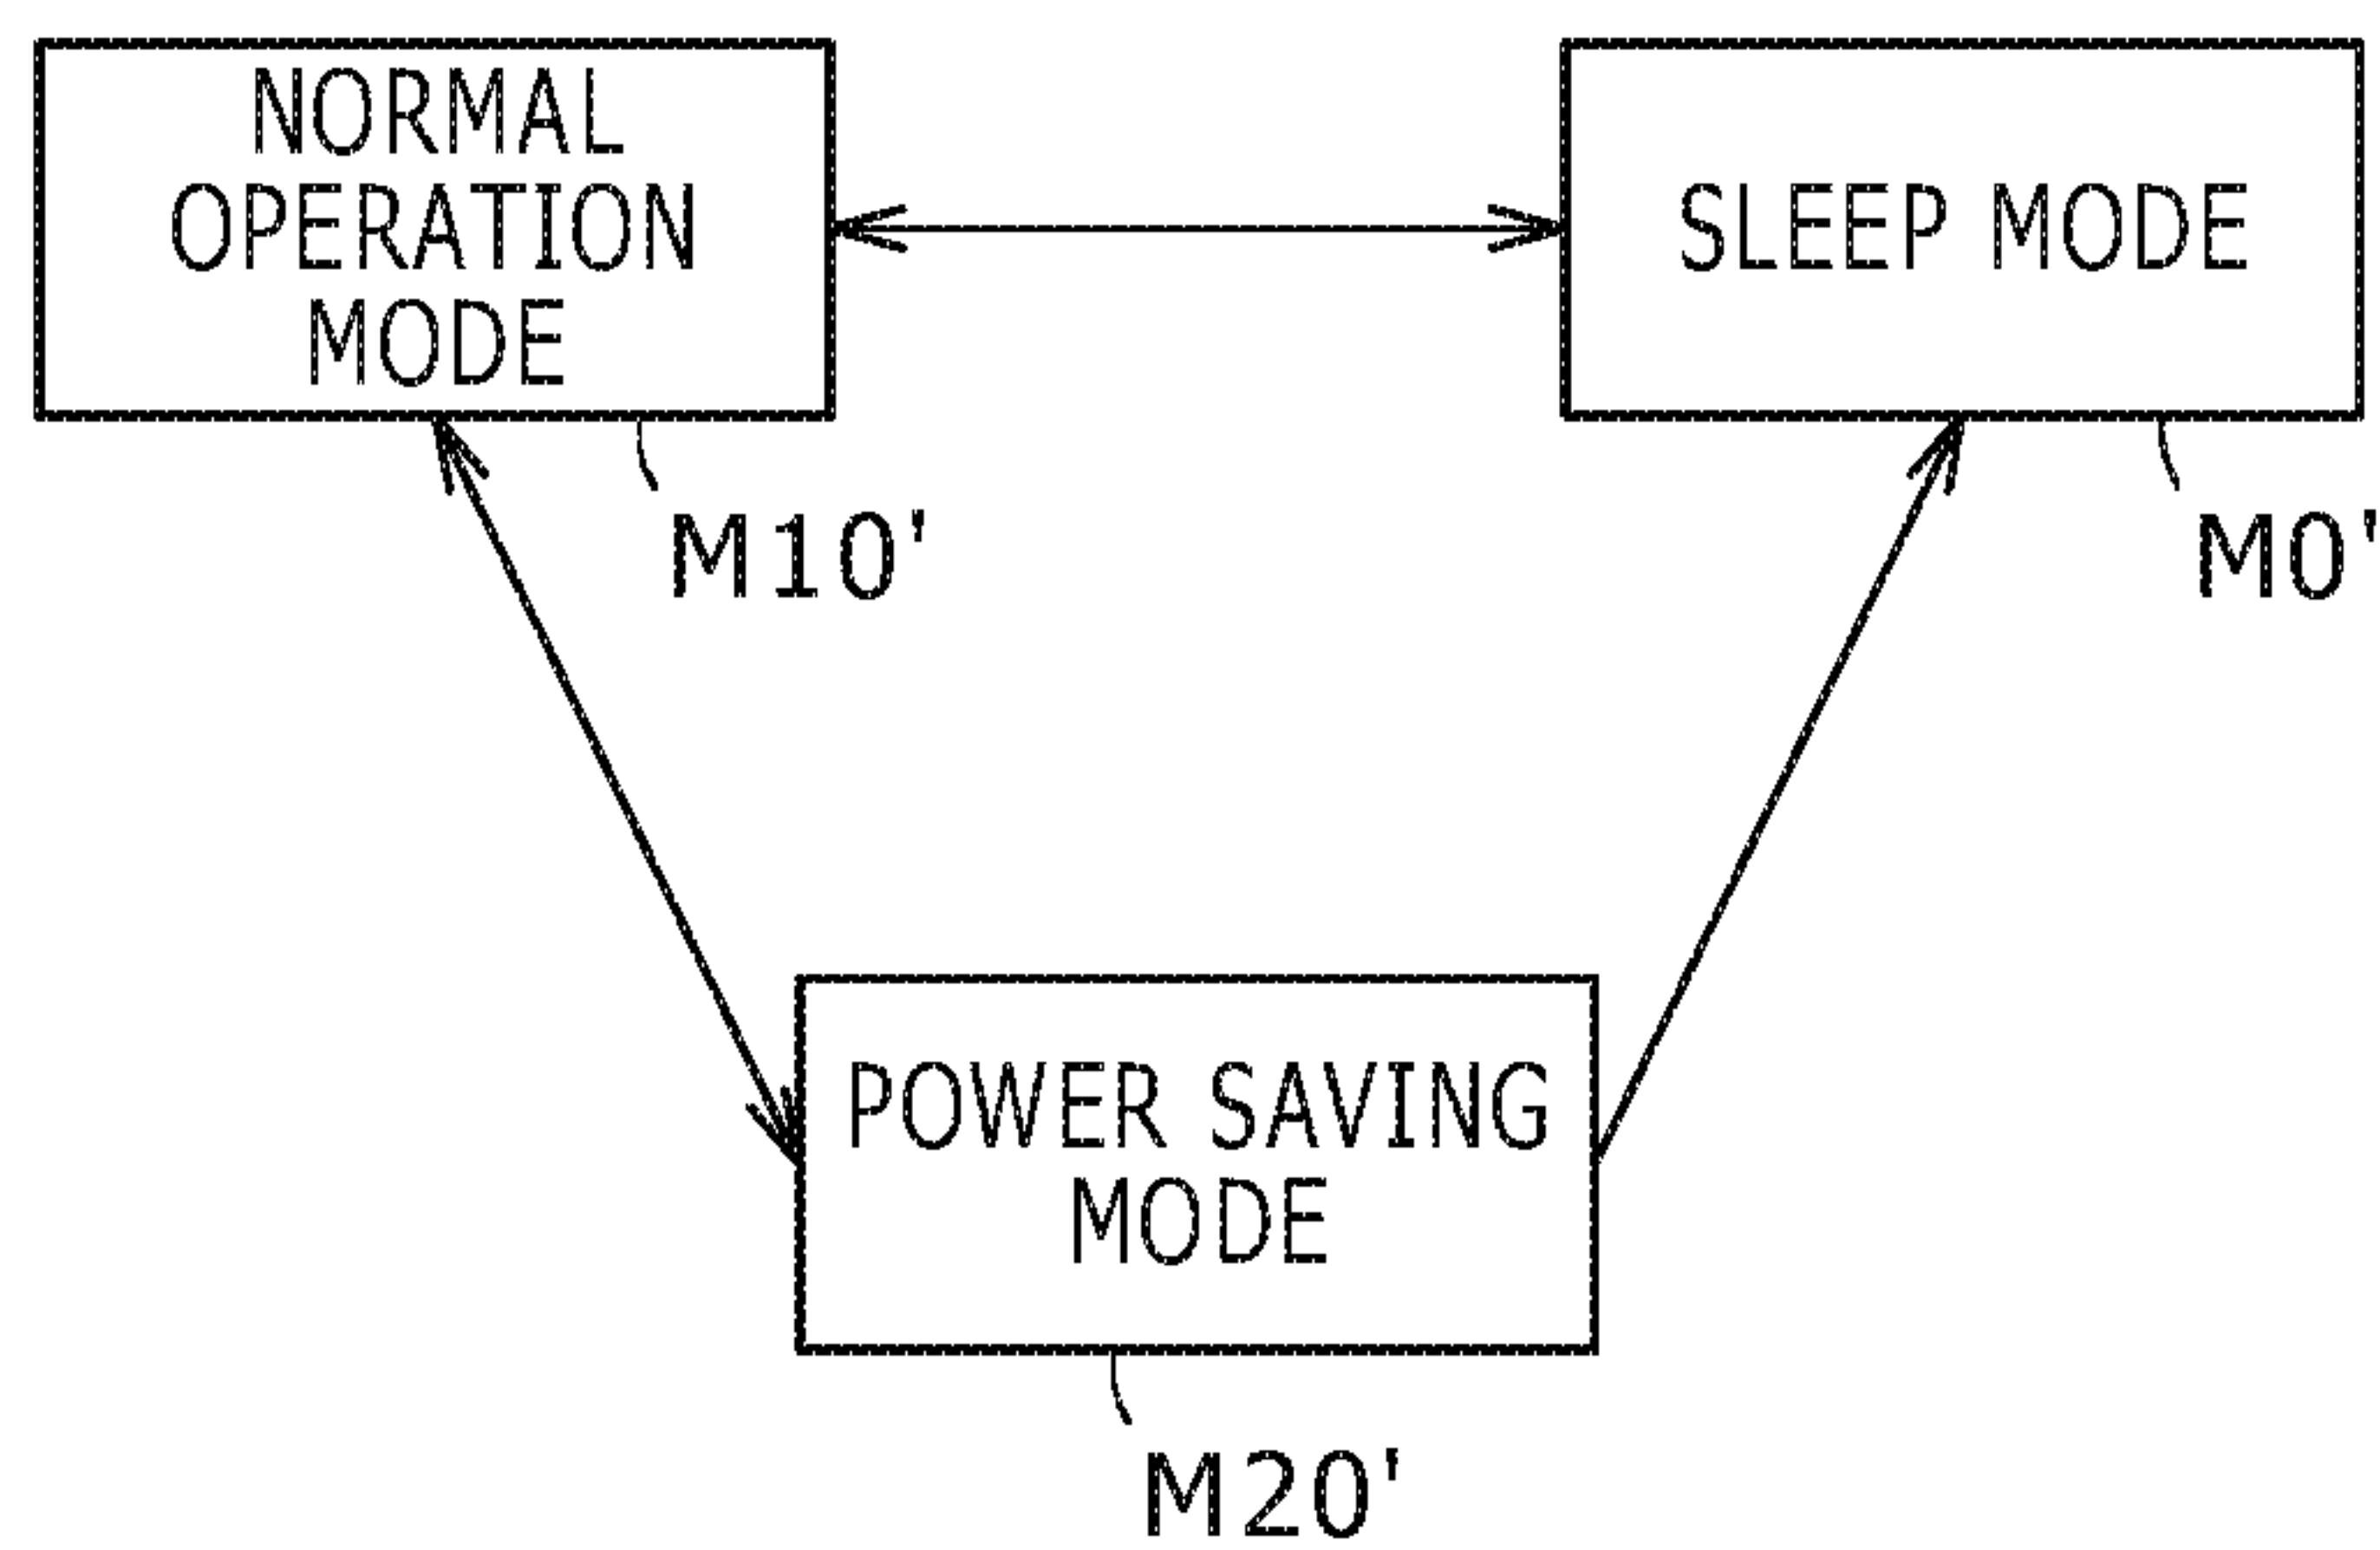 NORMAL
OPERATION
MODE
SLEEP MODE
M10'
M0'
POWER SAVING
MODE
M20'